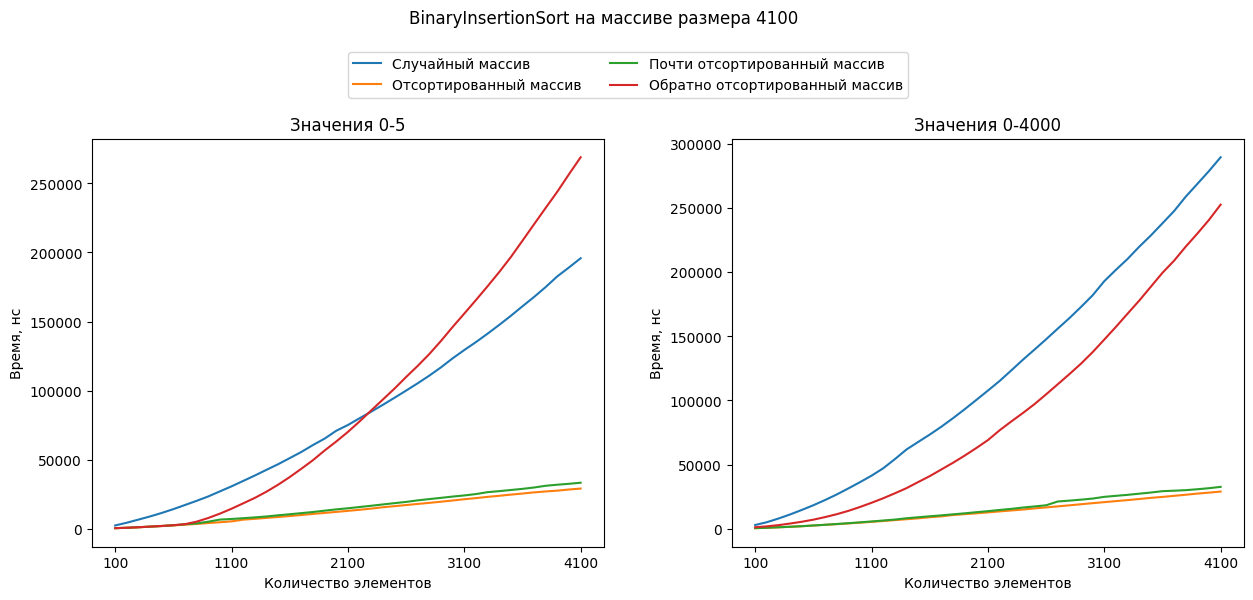 BinaryInsertionSort на массиве размера 4100
Случайный массив
Отсортированный массив
Почти отсортированный массив
Обратно отсортированный массив
Значения 0-5
250000
200000
150000
100000
50000
0
Время, нс
100 1100 2100 3100 4100
Количество элементов
Значения 0-4000
300000
250000
200000
150000
100000
50000
0
Время, нс
100 1100 2100 3100 4100
Количество элементов